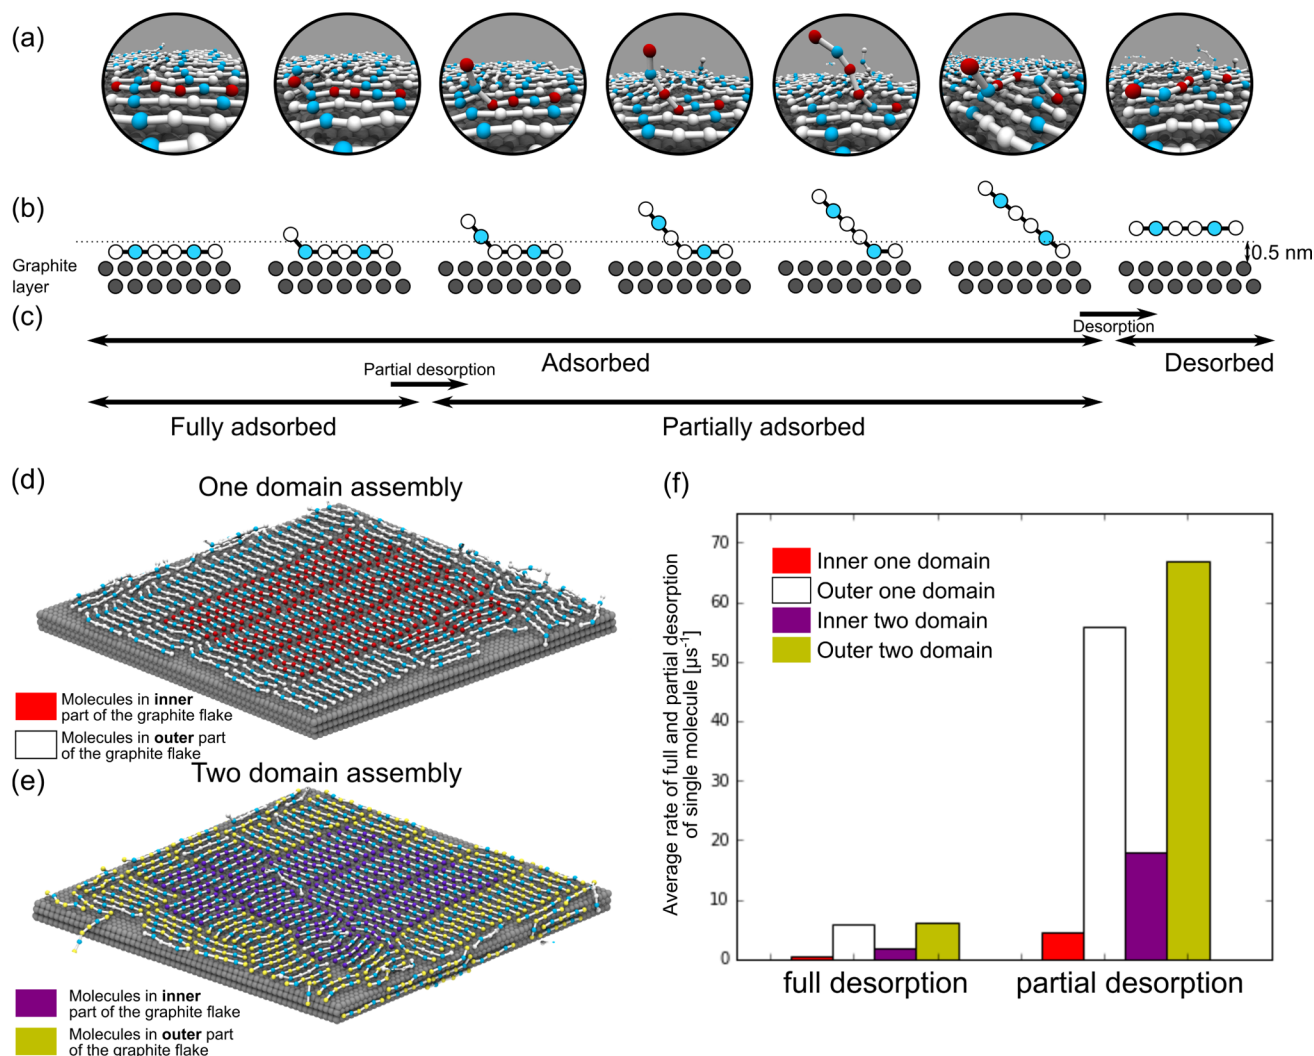 (a)
(b)
Graphite
layer
0.5 nm
(c)
Desorption
Adsorbed
Desorbed
Partial desorption
Fully adsorbed
Partially adsorbed
(d)
One domain assembly
Molecules in inner
part of the graphite flake
Molecules in outer part
of the graphite flake
(e)
Two domain assembly
Molecules in inner
part of the graphite flake
Molecules in outer part
of the graphite flake
(f)
Average rate of full and partial desorption
of single molecule [µs⁻¹]
70
60
50
40
30
20
10
0
Inner one domain
Outer one domain
Inner two domain
Outer two domain
full desorption
partial desorption